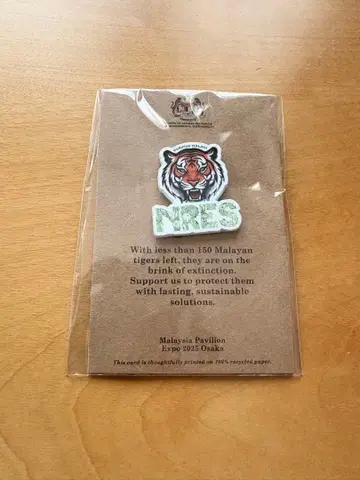 NRES
With less than 150 Malayan
tigers left, they are on the
brink of extinction.
Support us to protect them
with lasting, sustainable
solutions.
Malaysia Pavilion
Expo 2025 Osaka
This card is thoughtfully printed on 100% recycled paper.